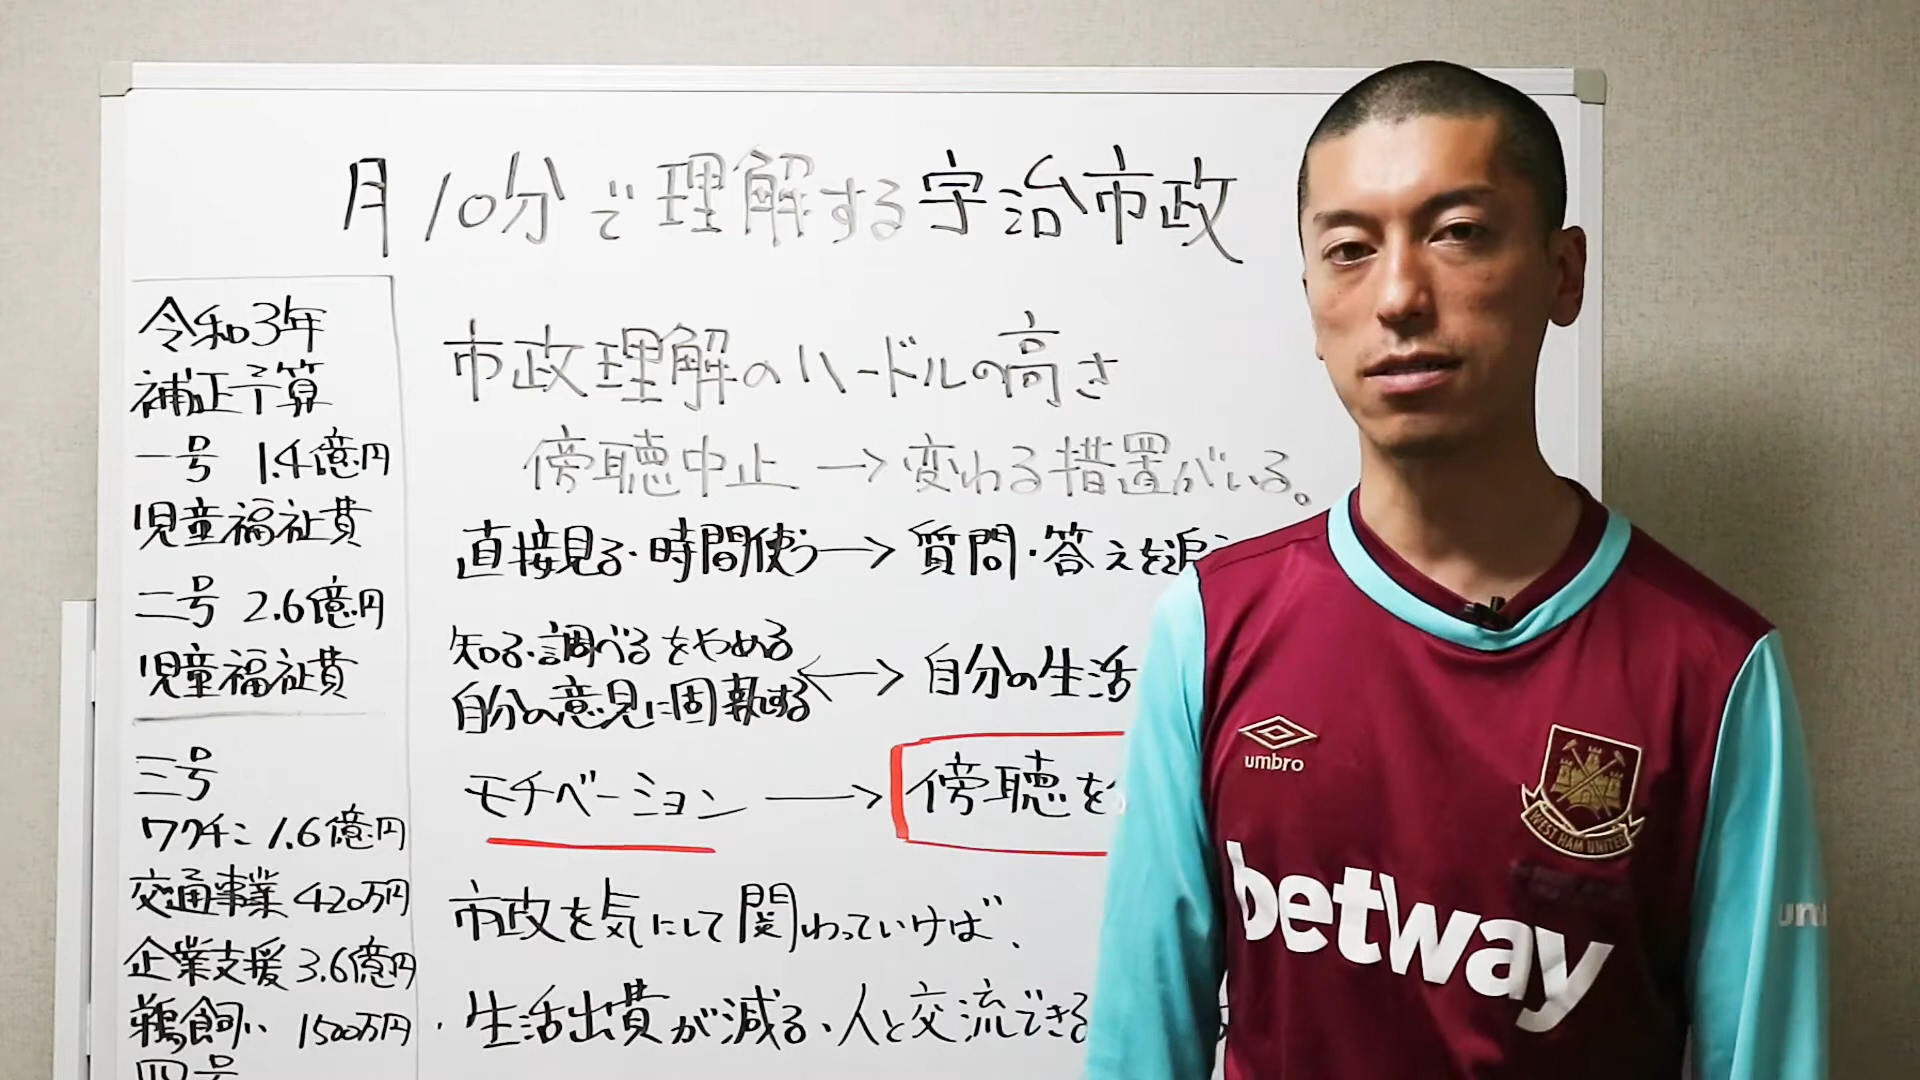 月10分で理解する宇治市政
令和3年
補正予算
一号 1.4億円
児童福祉費
二号 2.6億円
児童福祉費
三号
ワクチン 1.6億円
交通事業 420万円
企業支援 3.6億円
鵜飼い 1500万円
四号
市政理解のハードルの高さ
傍聴中止→変わる措置がいる。
直接見る・時間使う→質問・答えを追
知る・調べるをやめる
自分の意見に固執する
↔自分の生活
モチベーション→傍聴を
市政を気にして関わっていけば、
・生活出費が減る、人と交流できる
umbro
WEST HAM UNITED
betway
um